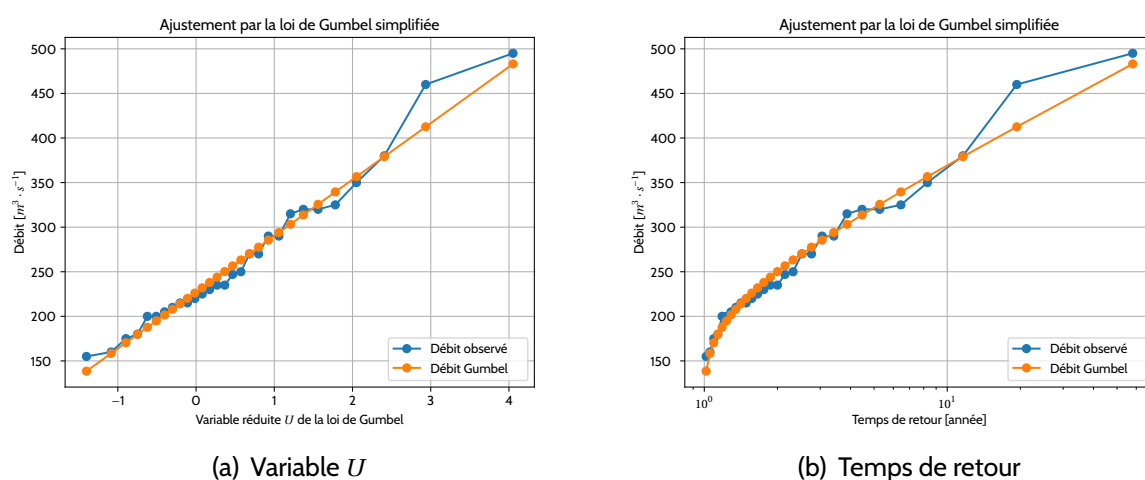 Ajustement par la loi de Gumbel simplifiée
500
450
400
350
300
250
200
150
Débit [m³ · s⁻¹]
Débit observé
Débit Gumbel
−1 0 1 2 3 4
Variable réduite U de la loi de Gumbel
(a) Variable U
Ajustement par la loi de Gumbel simplifiée
500
450
400
350
300
250
200
150
Débit [m³ · s⁻¹]
Débit observé
Débit Gumbel
10⁰ 10¹
Temps de retour [année]
(b) Temps de retour